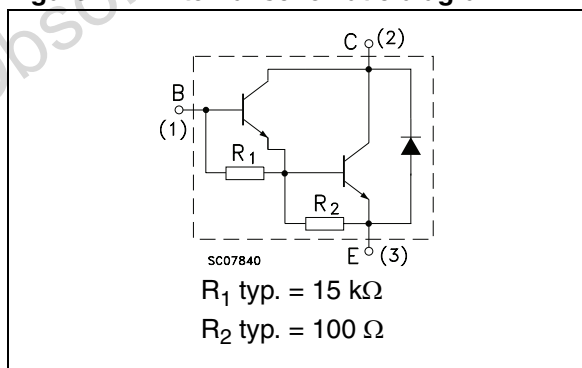 C (2)
B
(1)
R1
R2
SC07840
E (3)
R1 typ. = 15 kΩ
R2 typ. = 100 Ω